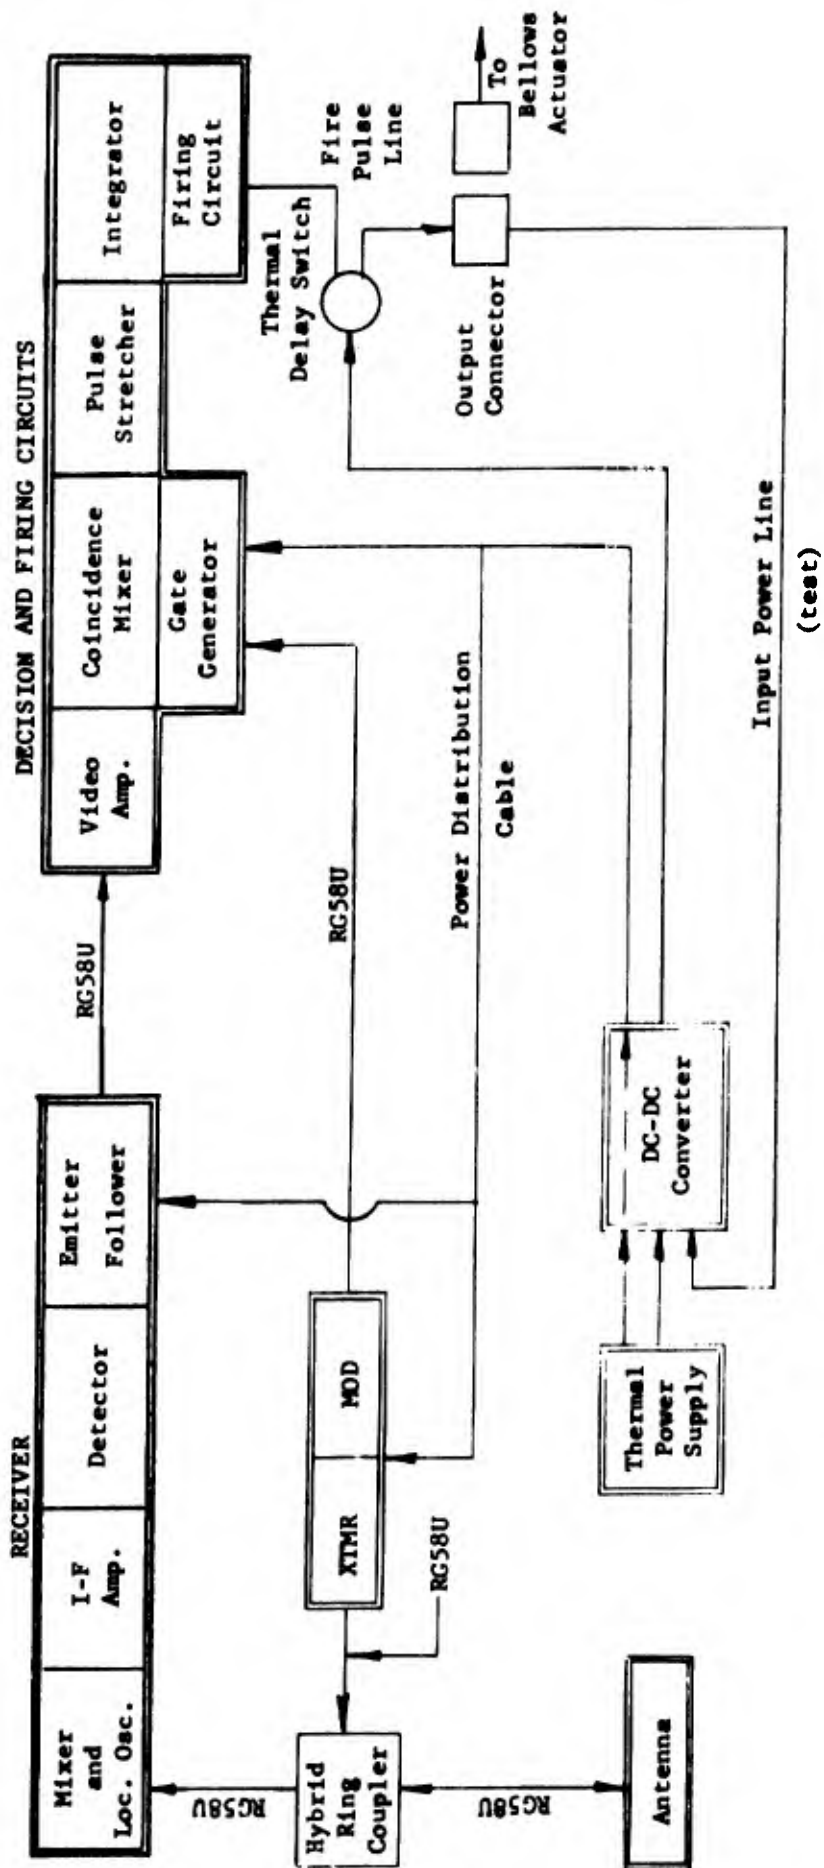 RECEIVER
Mixer
and
Loc. Osc.
I-F
Amp.
Detector
Emitter
Follower
RG58U
DECISION AND FIRING CIRCUITS
Video
Amp.
Coincidence
Mixer
Gate
Generator
Pulse
Stretcher
Integrator
Firing
Circuit
RG58U
Hybrid
Ring
Coupler
RG58U
XTMR
MOD
RG58U
Thermal
Delay Switch
Fire
Pulse
Line
Power Distribution
Cable
Output
Connector
To
Bellows
Actuator
RG58U
Antenna
Thermal
Power
Supply
DC-DC
Converter
Input Power Line
(test)